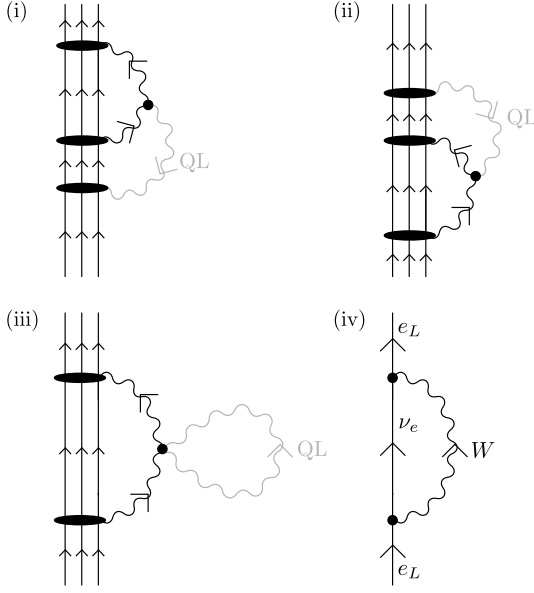 (i)
QL
(ii)
QL
(iii)
QL
(iv)
e_L
ν_e
W
e_L